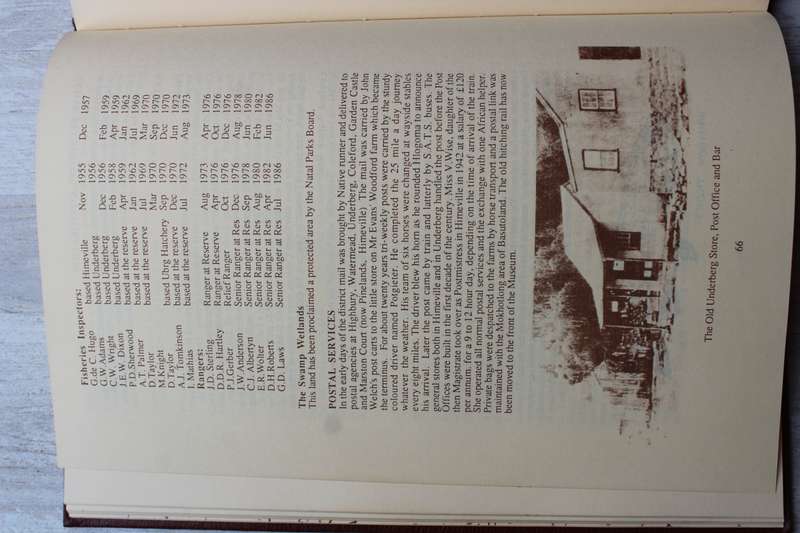 Fisheries Inspectors:
G.de C. Hugo based Himeville Nov 1955 Dec 1957
G.G. Adams based Underberg 1956
C.W. Wright based Underberg Dec 1956 Feb 1959
J.E.W. Dixon based Underberg Feb 1958 Apr 1959
P.D. Sherwood based at the reserve Apr 1959 Jan 1962
A.T. Palmer based at the reserve Jan 1962 Jul 1969
D.Taylor based at the reserve Jul 1969 Mar 1970
M.Knight Mar 1970 Sep 1970
D Taylor based Ubyr Hatchery Sep 1970 Dec 1970
A.J. Tomkinson based at the reserve Dec 1970 Jun 1972
I. Mathias based at the reserve Jul 1972 Aug 1973
Rangers:
J.D. Stirling Ranger at Reserve Aug 1973 Apr 1976
D.D.R. Hartley Ranger at Reserve Apr 1976 Oct 1976
P.J.Gerber Relief Ranger Oct 1976 Dec 1976
J.W. Anderson Senior Ranger at Res Dec 1976 Aug 1978
C.F. Albertyn Senior Ranger at Res Sep 1978 Jun 1980
E.R. Wolter Senior Ranger at Res Aug 1980 Feb 1982
D.H Roberts Senior Ranger at Res Apr 1982 Jun 1986
G.D. Laws Senior Ranger at Res Jul 1986
The Swamp Wetlands
This land has been proclaimed a protected area by the Natal Parks Board.
POSTAL SERVICES
In the early days of the district mail was brought by Native runner and delivered to
postal agencies at Highbury, Watermead, Underberg, Coleford, Garden Castle
and Marston Court (now Pinelands, Himeville) The mail was carried by John
Welch's post carts to the little store on Mr Evans' Woodford farm which became
the terminus. For about twenty years tri-weekly posts were carried by the sturdy
coloured driver named Potgieter. He completed the 25 mile a day journey
whatever the weather. His team of six horses were changed at wayside stables
every eight miles. The driver blew his horn as he rounded Hlogoma to announce
his arrival. Later the post came by train and latterly by S.A.T.S. buses. The
general stores both in Himeville and in Underberg handled the post before the Post
Offices were built in the first decade of the century. Miss V.Wise, daughter of the
then Magistrate took over as Postmistress in Himeville in 1942 at a salary of £120
per annum. for a 9 to 12 hour day, depending on the time of arrival of the train.
She operated all normal postal services and the exchange with one African helper.
Private bags were despatched to the farms by horse transport and a postal link was
maintained with the Mokhotlong area of Basutoland. The old hitching rail has now
been moved to the front of the Museum.
The Old Underberg Store, Post Office and Bar
66